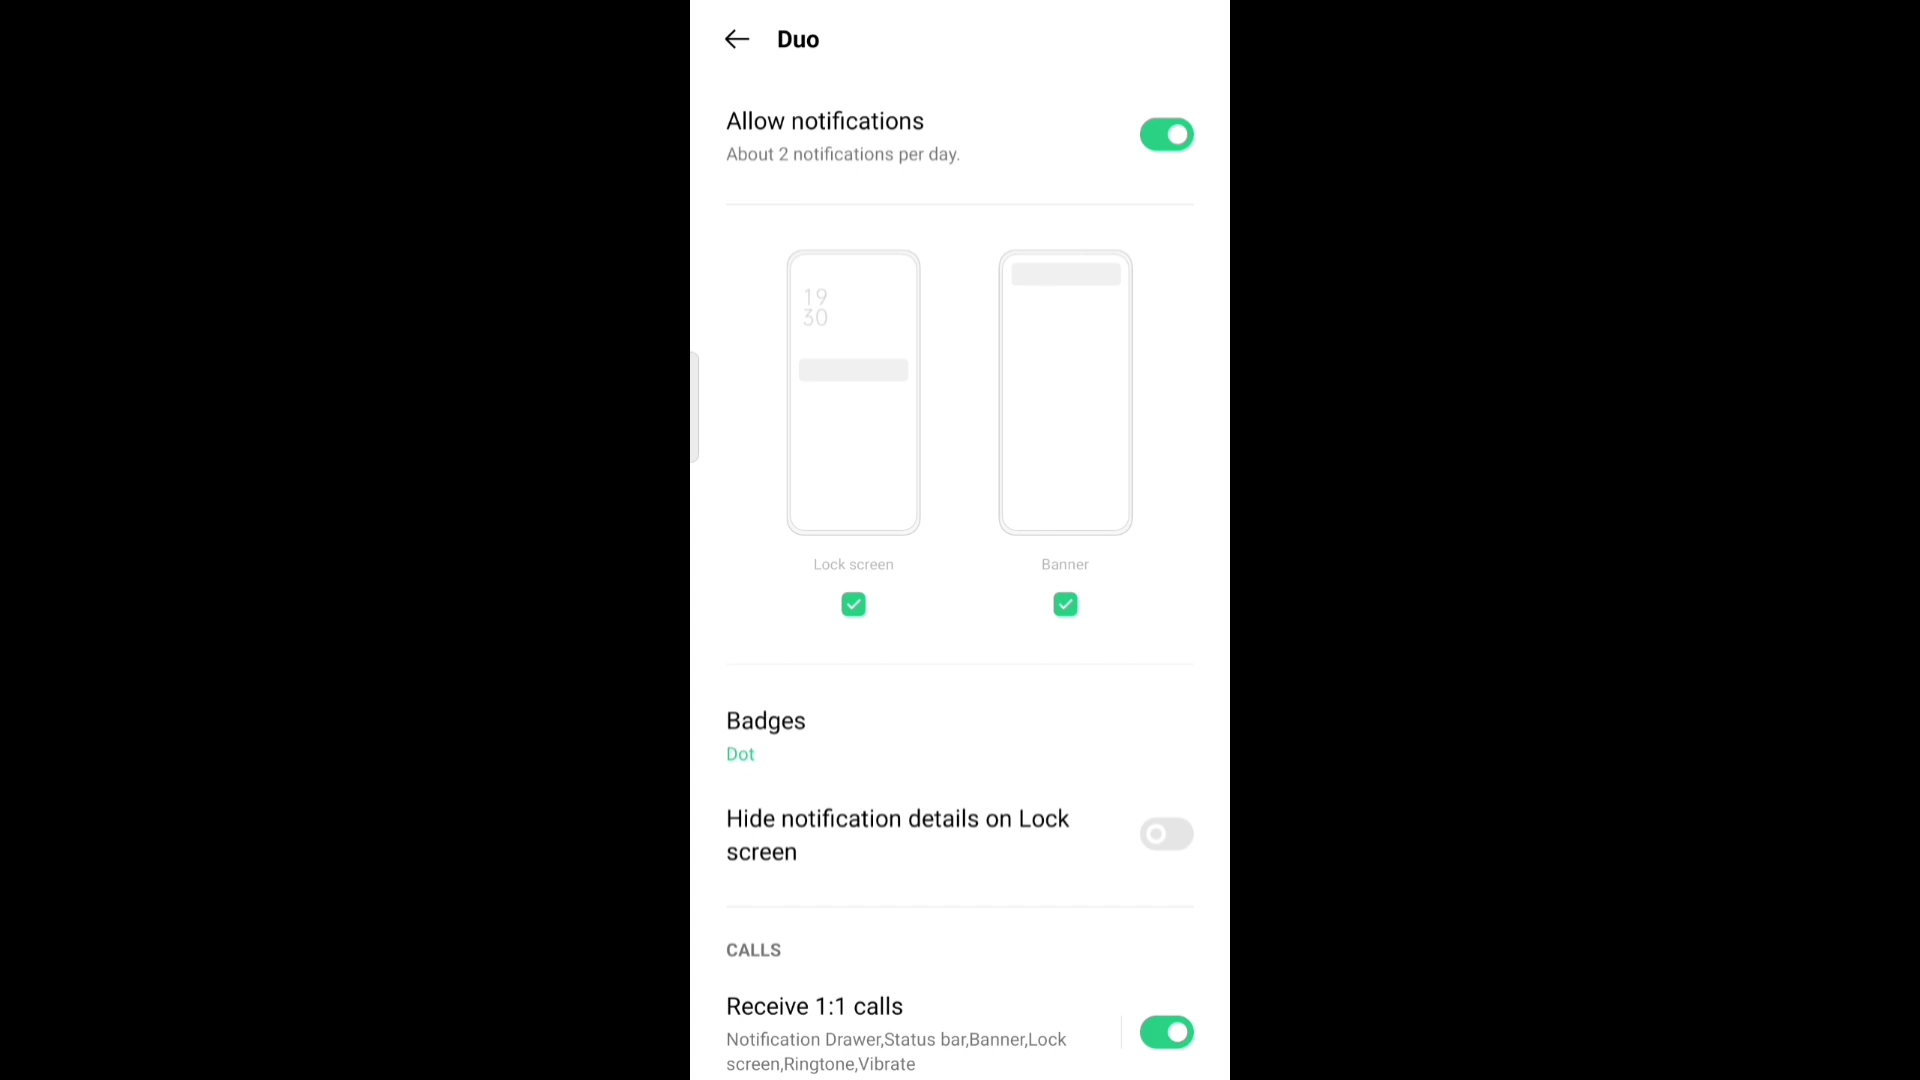 Duo
Allow notifications
About 2 notifications per day.
19
30
Lock screen
Banner
Badges
Dot
Hide notification details on Lock
screen
CALLS
Receive 1:1 calls
Notification Drawer,Status bar,Banner,Lock
screen,Ringtone,Vibrate